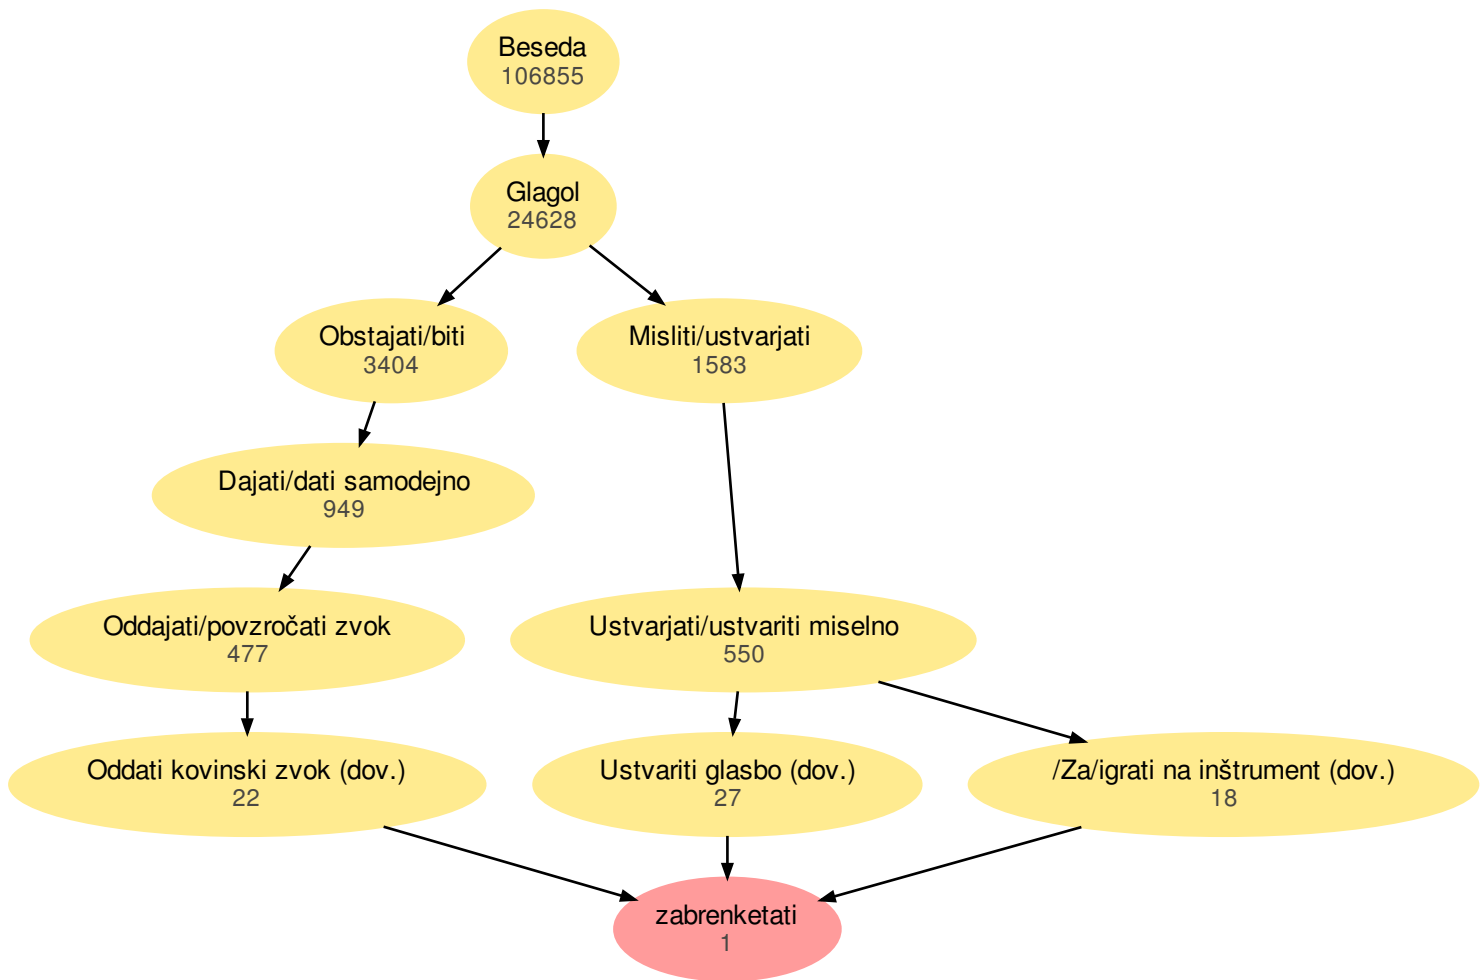 Beseda
106855
Glagol
24628
Obstajati/biti
3404
Misliti/ustvarjati
1583
Dajati/dati samodejno
949
Oddajati/povzročati zvok
477
Ustvarjati/ustvariti miselno
550
Oddati kovinski zvok (dov.)
22
Ustvariti glasbo (dov.)
27
/Za/igrati na inštrument (dov.)
18
zabrenketati
1